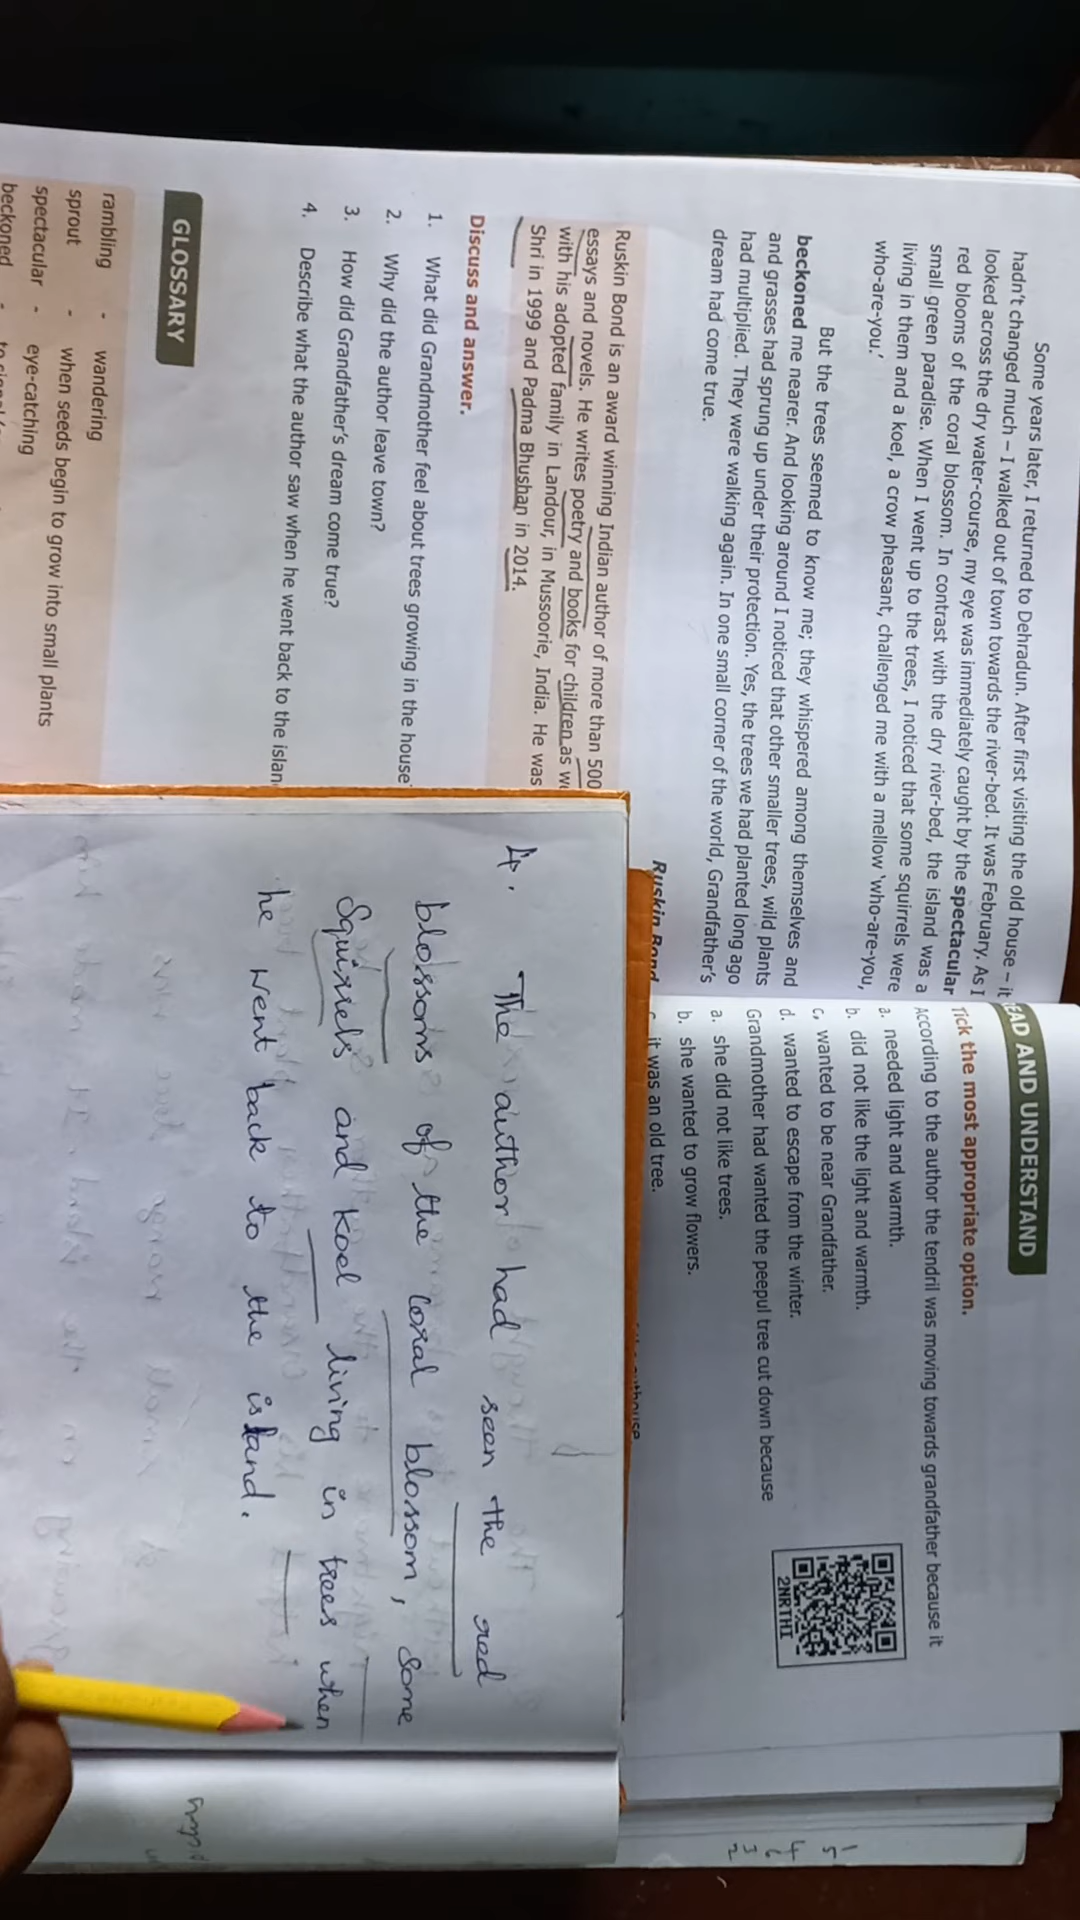 Some years later, I returned to Dehradun. After first visiting the old house – it
hadn't changed much – I walked out of town towards the river-bed. It was February. As I
looked across the dry water-course, my eye was immediately caught by the spectacular
red blooms of the coral blossom. In contrast with the dry river-bed, the island was a
small green paradise. When I went up to the trees, I noticed that some squirrels were
living in them and a koel, a crow pheasant, challenged me with a mellow 'who-are-you,
who-are-you.'
But the trees seemed to know me; they whispered among themselves and
beckoned me nearer. And looking around I noticed that other smaller trees, wild plants
and grasses had sprung up under their protection. Yes, the trees we had planted long ago
had multiplied. They were walking again. In one small corner of the world, Grandfather's
dream had come true.
Ruskin Bond
Ruskin Bond is an award winning Indian author of more than 500
essays and novels. He writes poetry and books for children as
with his adopted family in Landour, in Mussoorie, India. He was
Shri in 1999 and Padma Bhushan in 2014.
Discuss and answer.
1. What did Grandmother feel about trees growing in the house
2. Why did the author leave town?
3. How did Grandfather's dream come true?
4. Describe what the author saw when he went back to the
GLOSSARY
rambling - wandering
sprout - when seeds begin to grow into small plants
spectacular - eye-catching
beckoned -
READ AND UNDERSTAND
Tick the most appropriate option.
According to the author the tendril was moving towards grandfather because it
a. needed light and warmth.
b. did not like the light and warmth.
c. wanted to be near Grandfather.
d. wanted to escape from the winter.
Grandmother had wanted the peepul tree cut down because
a. she did not like trees.
b. she wanted to grow flowers.
c. it was an old tree.
2NRTHI
4. The author had seen the red
blossoms of the coral blossom, some
Squirrels and koel living in trees when
he went back to the island.